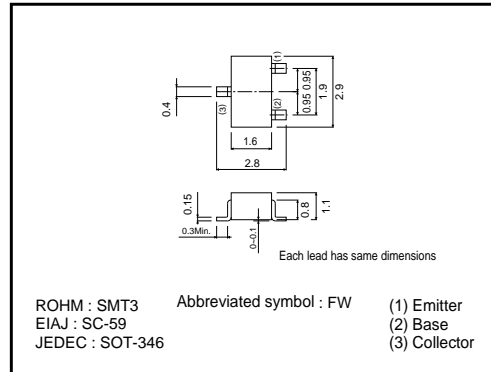 (1)
0.4
(3)
(2)
0.95 0.95
1.9
2.9
1.6
2.8
0.15
0.3Min.
0~0.1
0.8
1.1
Each lead has same dimensions
ROHM : SMT3
EIAJ : SC-59
JEDEC : SOT-346
Abbreviated symbol : FW
(1) Emitter
(2) Base
(3) Collector